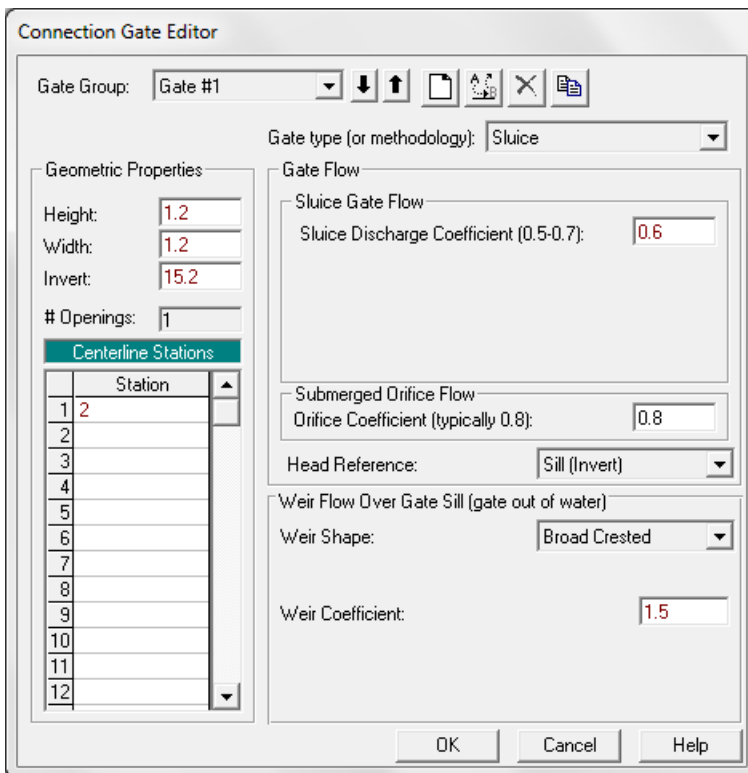 Connection Gate Editor
Gate Group: Gate #1
Gate type (or methodology): Sluice
Geometric Properties
Height: 1.2
Width: 1.2
Invert: 15.2
# Openings: 1
Centerline Stations
Station
1 2
2
3
4
5
6
7
8
9
10
11
12
Gate Flow
Sluice Gate Flow
Sluice Discharge Coefficient (0.5-0.7): 0.6
Submerged Orifice Flow
Orifice Coefficient (typically 0.8): 0.8
Head Reference: Sill (Invert)
Weir Flow Over Gate Sill (gate out of water)
Weir Shape: Broad Crested
Weir Coefficient: 1.5
OK Cancel Help